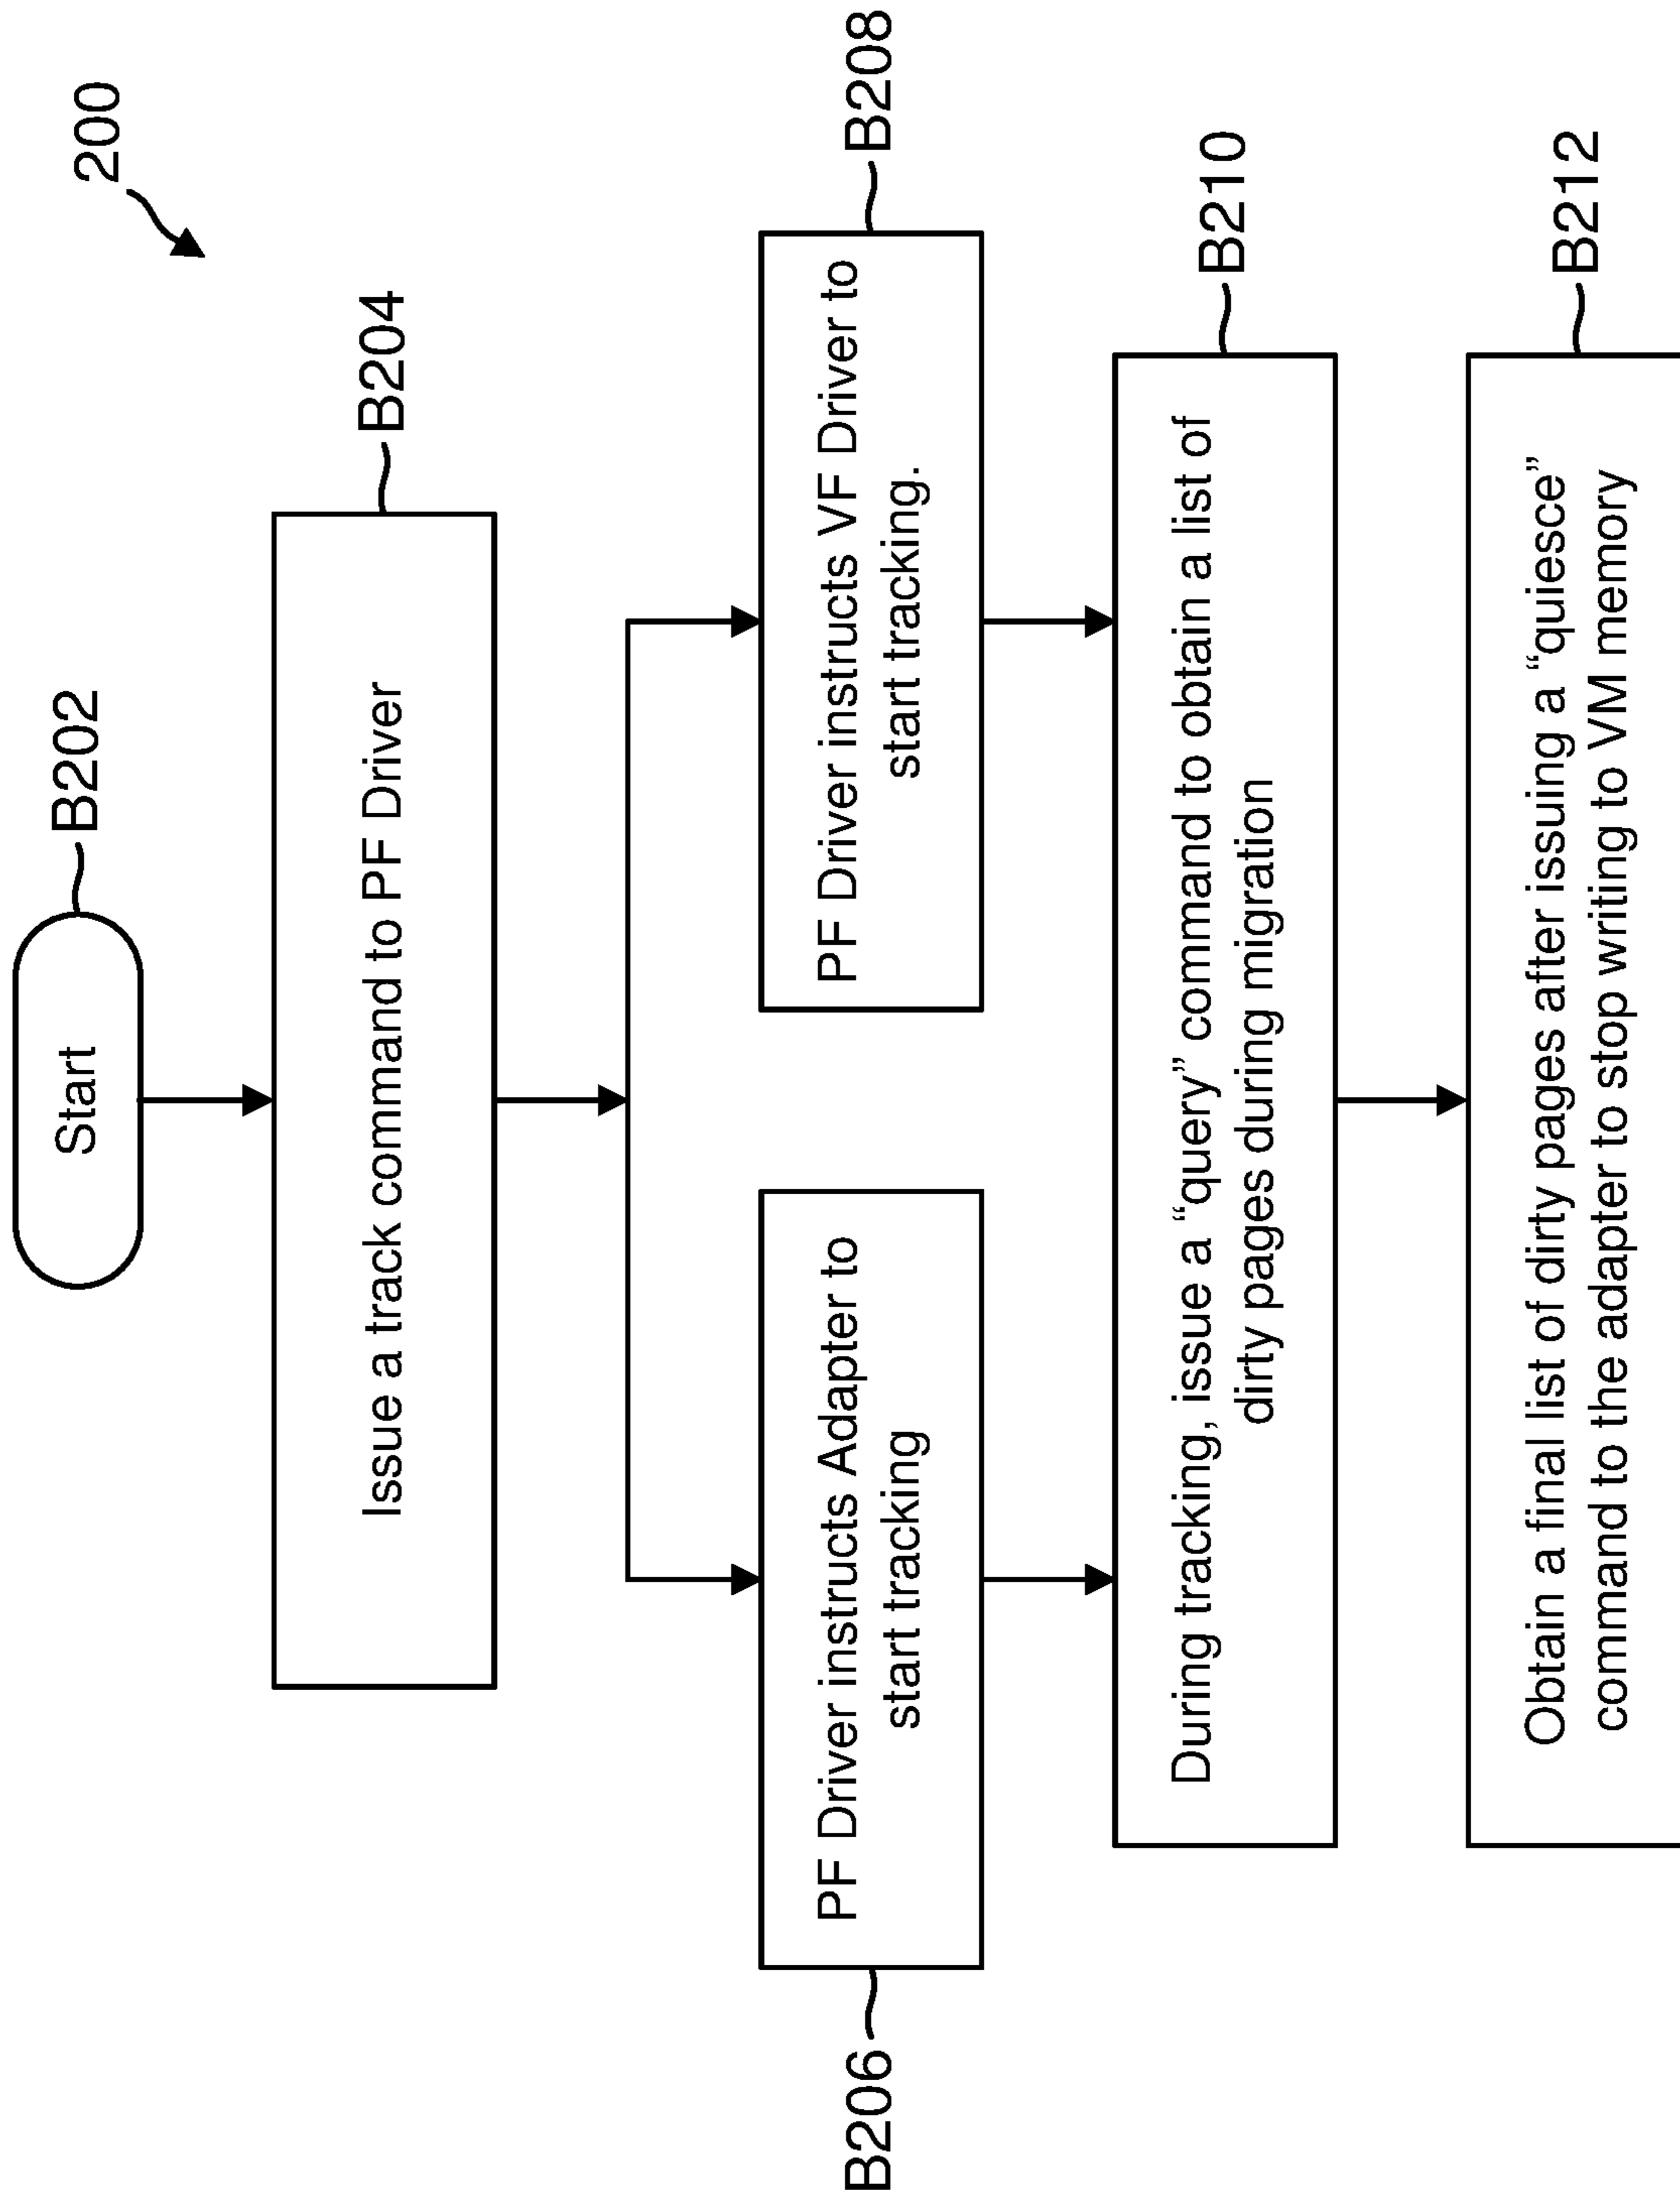 200
Start
B202
Issue a track command to PF Driver
B204
PF Driver instructs Adapter to
start tracking
B206
PF Driver instructs VF Driver to
start tracking.
B208
During tracking, issue a “query” command to obtain a list of
dirty pages during migration
B210
Obtain a final list of dirty pages after issuing a “quiesce”
command to the adapter to stop writing to VM memory
B212